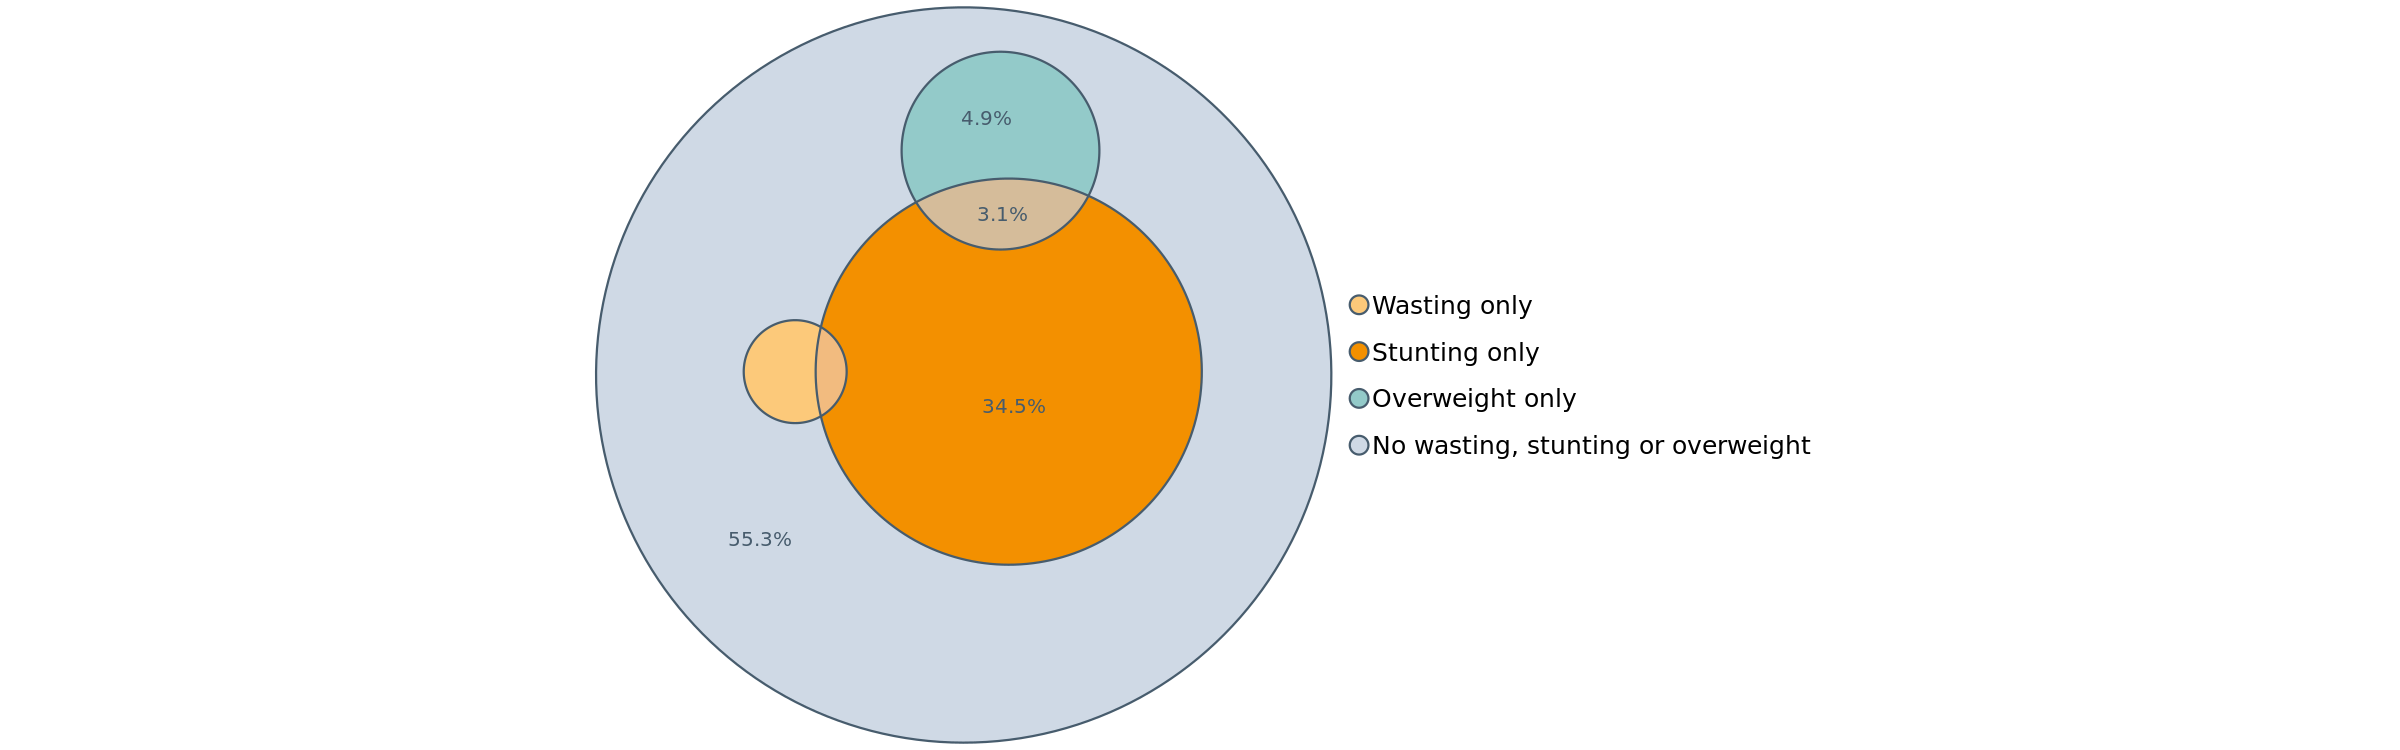 4.9%
3.1%
34.5%
55.3%
Wasting only
Stunting only
Overweight only
No wasting, stunting or overweight